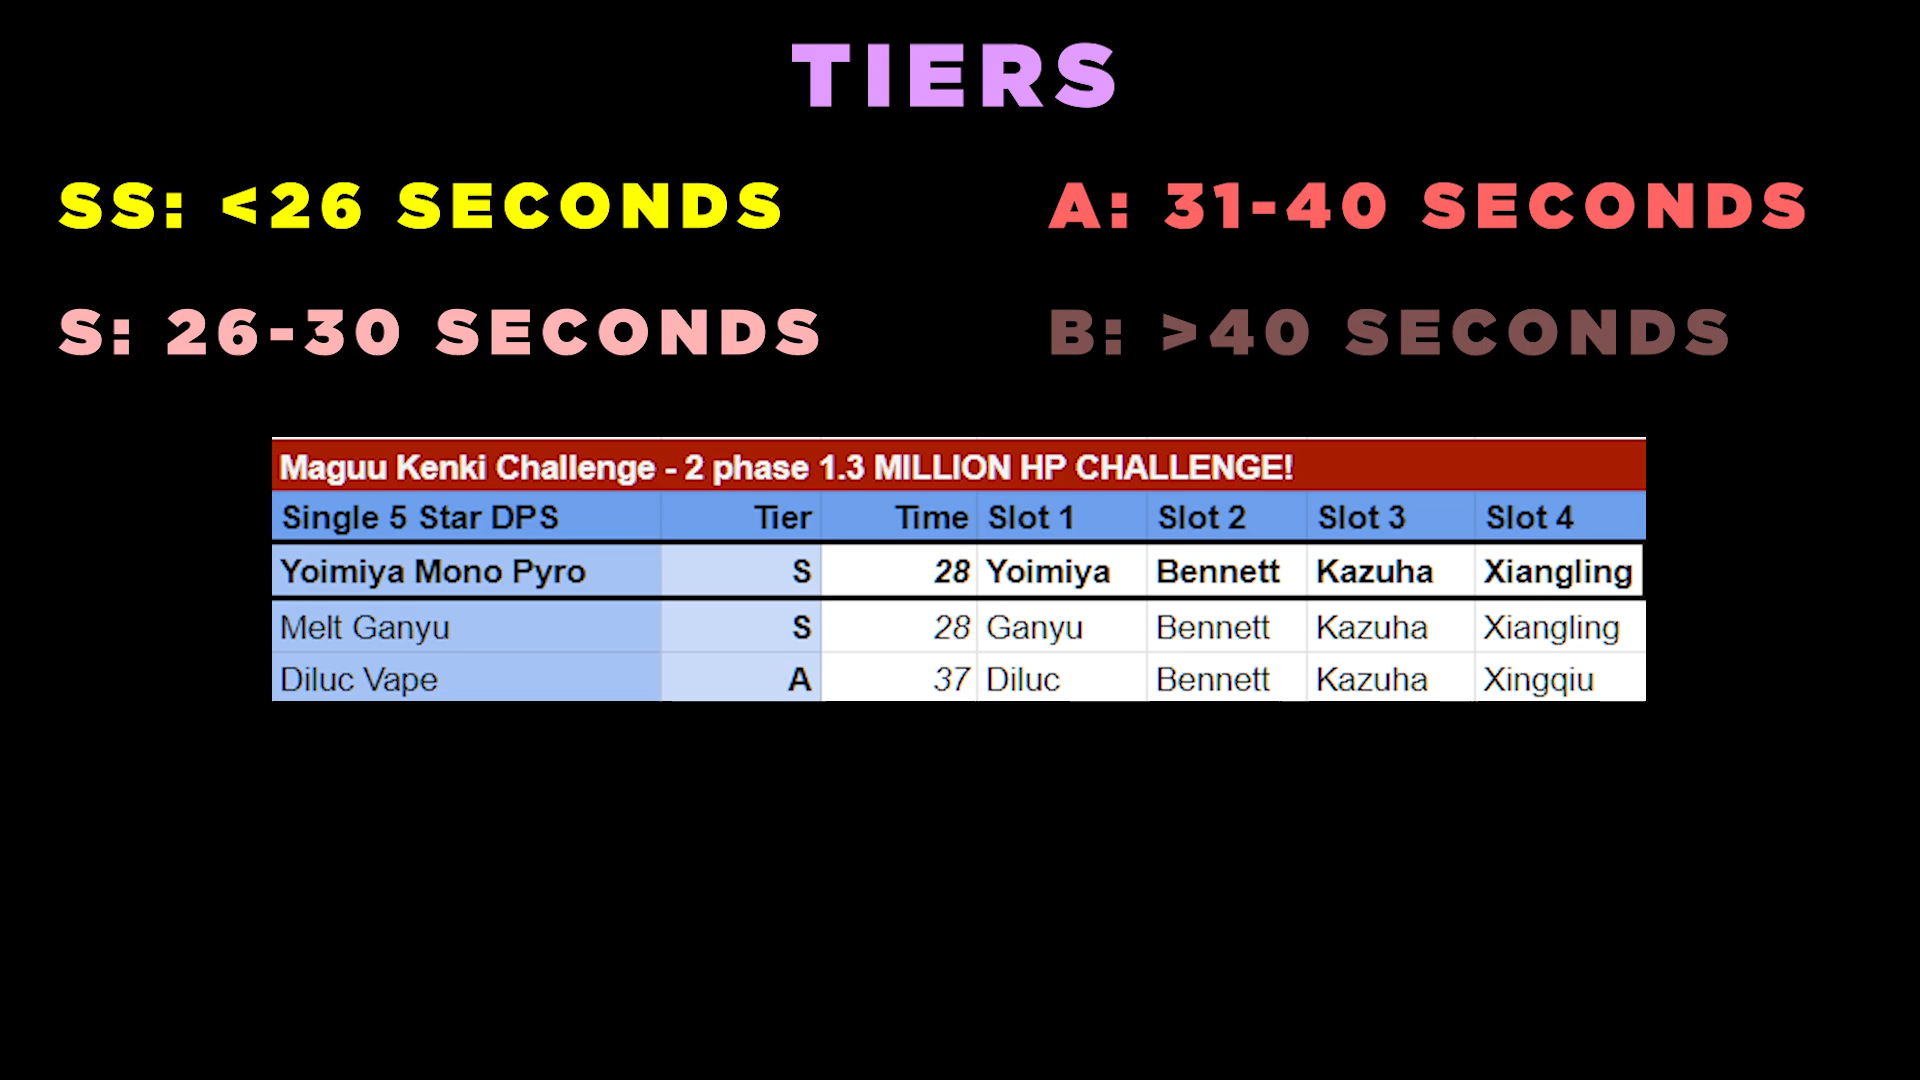 TIERS
SS: <26 SECONDS
A: 31-40 SECONDS
S: 26-30 SECONDS
B: >40 SECONDS
Maguu Kenki Challenge - 2 phase 1.3 MILLION HP CHALLENGE!
Single 5 Star DPS Tier Time Slot 1 Slot 2 Slot 3 Slot 4
Yoimiya Mono Pyro S 28 Yoimiya Bennett Kazuha Xiangling
Melt Ganyu S 28 Ganyu Bennett Kazuha Xiangling
Diluc Vape A 37 Diluc Bennett Kazuha Xingqiu